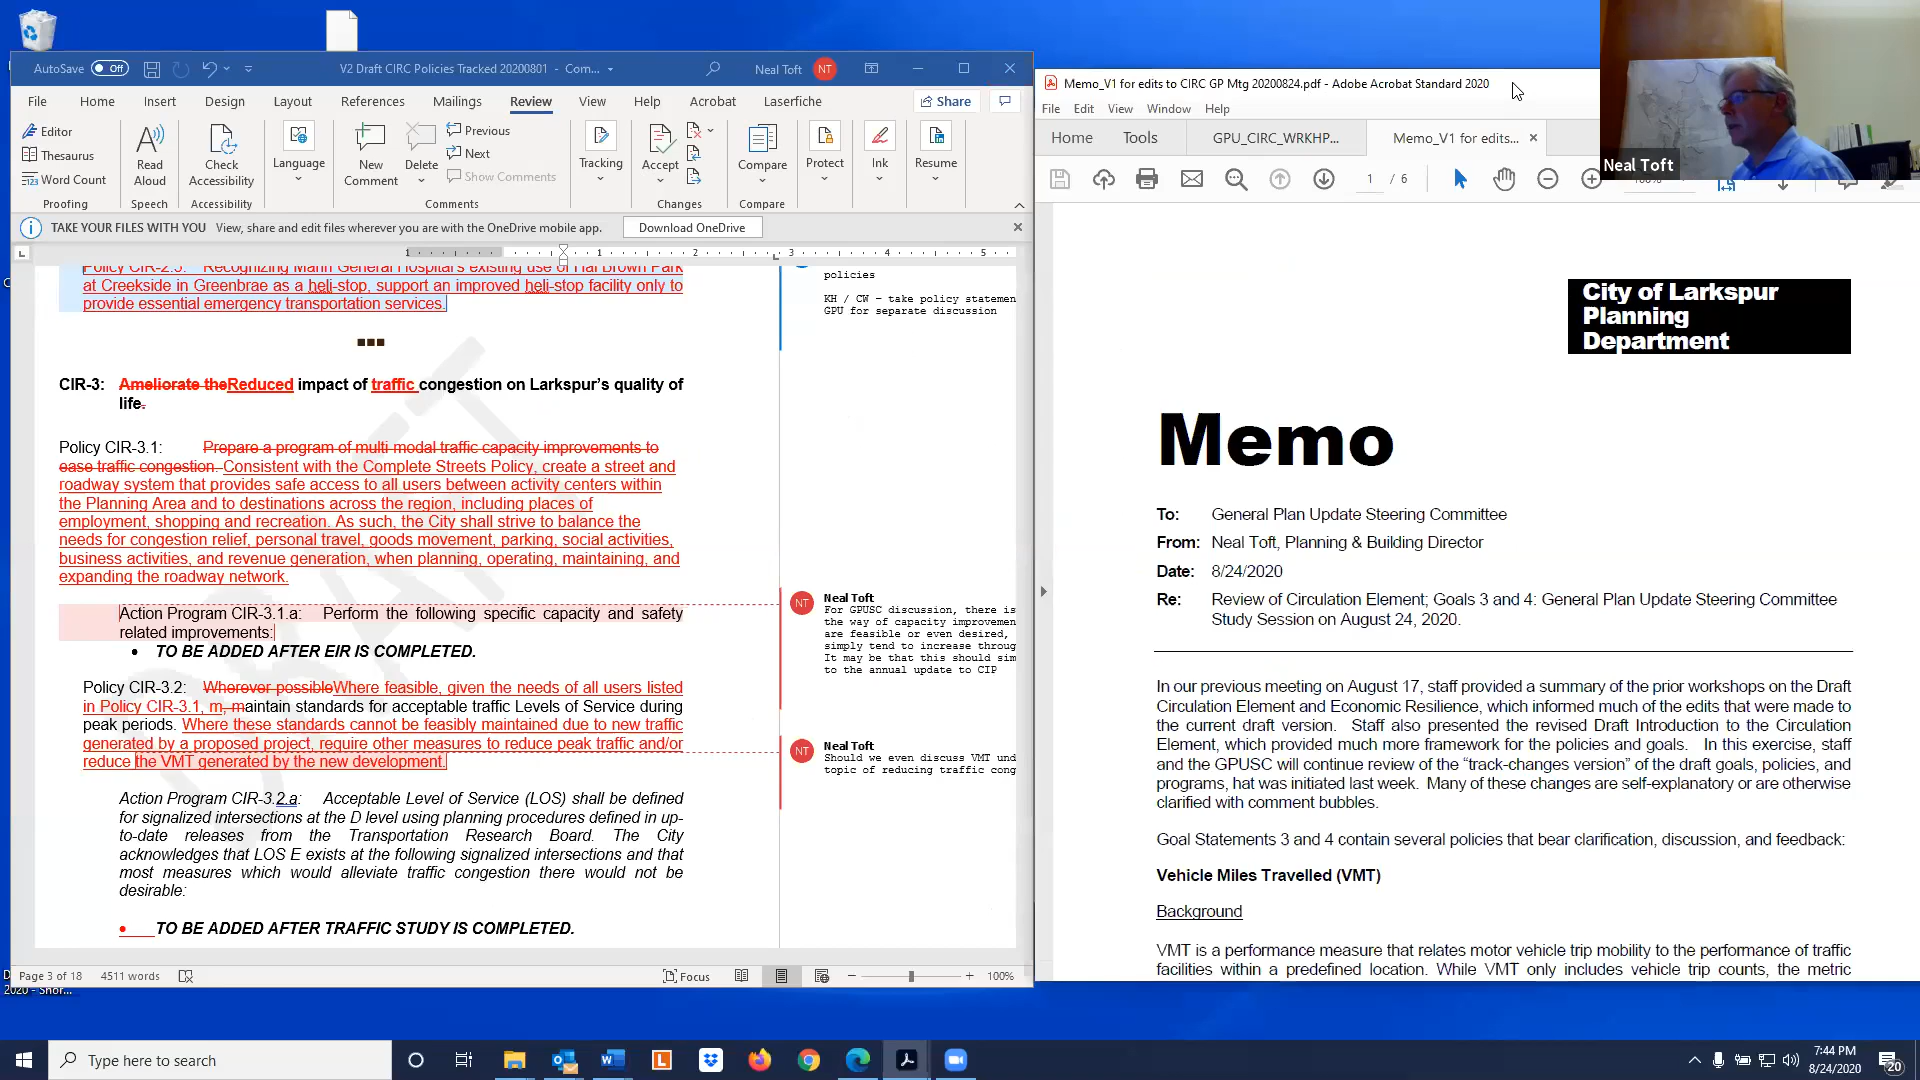 AutoSave Off
V2 Draft CIRC Policies Tracked 20200801 - Com...
Neal Toft NT
File Home Insert Design Layout References Mailings Review View Help Acrobat Laserfiche Share
Editor
Thesaurus
Word Count
Proofing
Read Aloud
Speech
Check Accessibility
Accessibility
Language
New Comment
Delete
Previous
Next
Show Comments
Comments
Tracking
Accept
Changes
Compare
Compare
Protect
Ink
Resume
TAKE YOUR FILES WITH YOU View, share and edit files wherever you are with the OneDrive mobile app. Download OneDrive
1 1 2 3 4 5
Policy CIR-2.5: Recognizing Marin General Hospital's existing use of Hal Brown Park
at Creekside in Greenbrae as a heli-stop, support an improved heli-stop facility only to
provide essential emergency transportation services.
■■■
CIR-3: Ameliorate theReduced impact of traffic congestion on Larkspur's quality of
life.
Policy CIR-3.1: Prepare a program of multi modal traffic capacity improvements to
ease traffic congestion. Consistent with the Complete Streets Policy, create a street and
roadway system that provides safe access to all users between activity centers within
the Planning Area and to destinations across the region, including places of
employment, shopping and recreation. As such, the City shall strive to balance the
needs for congestion relief, personal travel, goods movement, parking, social activities,
business activities, and revenue generation, when planning, operating, maintaining, and
expanding the roadway network.
Action Program CIR-3.1.a: Perform the following specific capacity and safety
related improvements:
• TO BE ADDED AFTER EIR IS COMPLETED.
Policy CIR-3.2: Wherever possibleWhere feasible, given the needs of all users listed
in Policy CIR-3.1, m, maintain standards for acceptable traffic Levels of Service during
peak periods. Where these standards cannot be feasibly maintained due to new traffic
generated by a proposed project, require other measures to reduce peak traffic and/or
reduce the VMT generated by the new development.
Action Program CIR-3.2.a: Acceptable Level of Service (LOS) shall be defined
for signalized intersections at the D level using planning procedures defined in up-
to-date releases from the Transportation Research Board. The City
acknowledges that LOS E exists at the following signalized intersections and that
most measures which would alleviate traffic congestion there would not be
desirable:
• TO BE ADDED AFTER TRAFFIC STUDY IS COMPLETED.
DRAFT
policies
KH / CW – take policy statemen
GPU for separate discussion
NT Neal Toft
For GPUSC discussion, there is
the way of capacity improvemen
are feasible or even desired,
simply tend to increase throug
It may be that this should sim
to the annual update to CIP
NT Neal Toft
Should we even discuss VMT und
topic of reducing traffic cong
Page 3 of 18 4511 words Focus 100%
Memo_V1 for edits to CIRC GP Mtg 20200824.pdf - Adobe Acrobat Standard 2020
File Edit View Window Help
Home Tools GPU_CIRC_WRKHP... Memo_V1 for edits...
1 / 6
Neal Toft
City of Larkspur
Planning
Department
Memo
To: General Plan Update Steering Committee
From: Neal Toft, Planning & Building Director
Date: 8/24/2020
Re: Review of Circulation Element; Goals 3 and 4: General Plan Update Steering Committee
Study Session on August 24, 2020.
In our previous meeting on August 17, staff provided a summary of the prior workshops on the Draft
Circulation Element and Economic Resilience, which informed much of the edits that were made to
the current draft version. Staff also presented the revised Draft Introduction to the Circulation
Element, which provided much more framework for the policies and goals. In this exercise, staff
and the GPUSC will continue review of the "track-changes version" of the draft goals, policies, and
programs, hat was initiated last week. Many of these changes are self-explanatory or are otherwise
clarified with comment bubbles.
Goal Statements 3 and 4 contain several policies that bear clarification, discussion, and feedback:
Vehicle Miles Travelled (VMT)
Background
VMT is a performance measure that relates motor vehicle trip mobility to the performance of traffic
facilities within a predefined location. While VMT only includes vehicle trip counts, the metric
2020 - Shor...
Type here to search
7:44 PM
8/24/2020
20